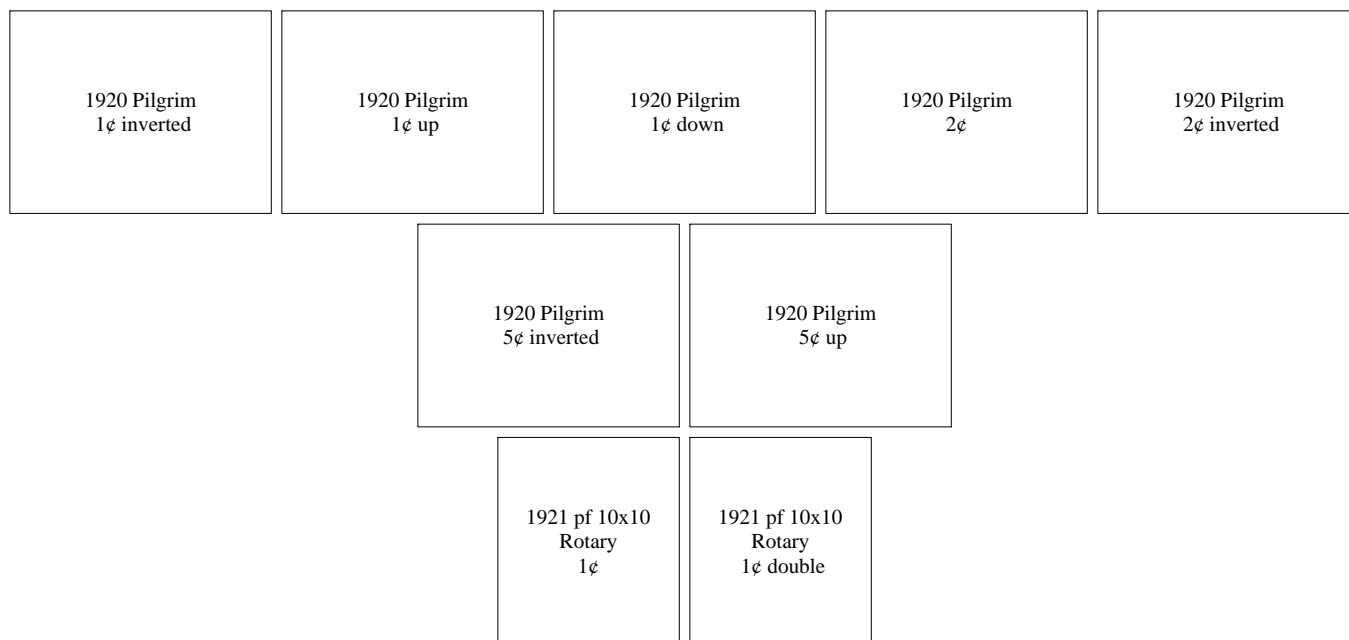 1920 Pilgrim
1¢ inverted
1920 Pilgrim
1¢ up
1920 Pilgrim
1¢ down
1920 Pilgrim
2¢
1920 Pilgrim
2¢ inverted
1920 Pilgrim
5¢ inverted
1920 Pilgrim
5¢ up
1921 pf 10x10
Rotary
1¢
1921 pf 10x10
Rotary
1¢ double